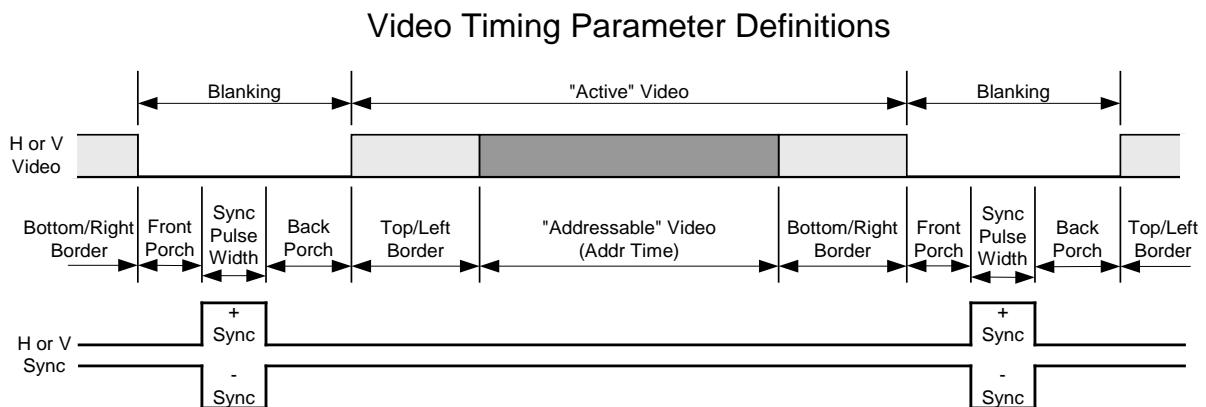 Video Timing Parameter Definitions
Blanking
"Active" Video
Blanking
H or V
Video
Bottom/Right
Border
Front
Porch
Sync
Pulse
Width
Back
Porch
Top/Left
Border
"Addressable" Video
(Addr Time)
Bottom/Right
Border
Front
Porch
Sync
Pulse
Width
Back
Porch
Top/Left
Border
H or V
Sync
+
Sync
-
Sync
+
Sync
-
Sync